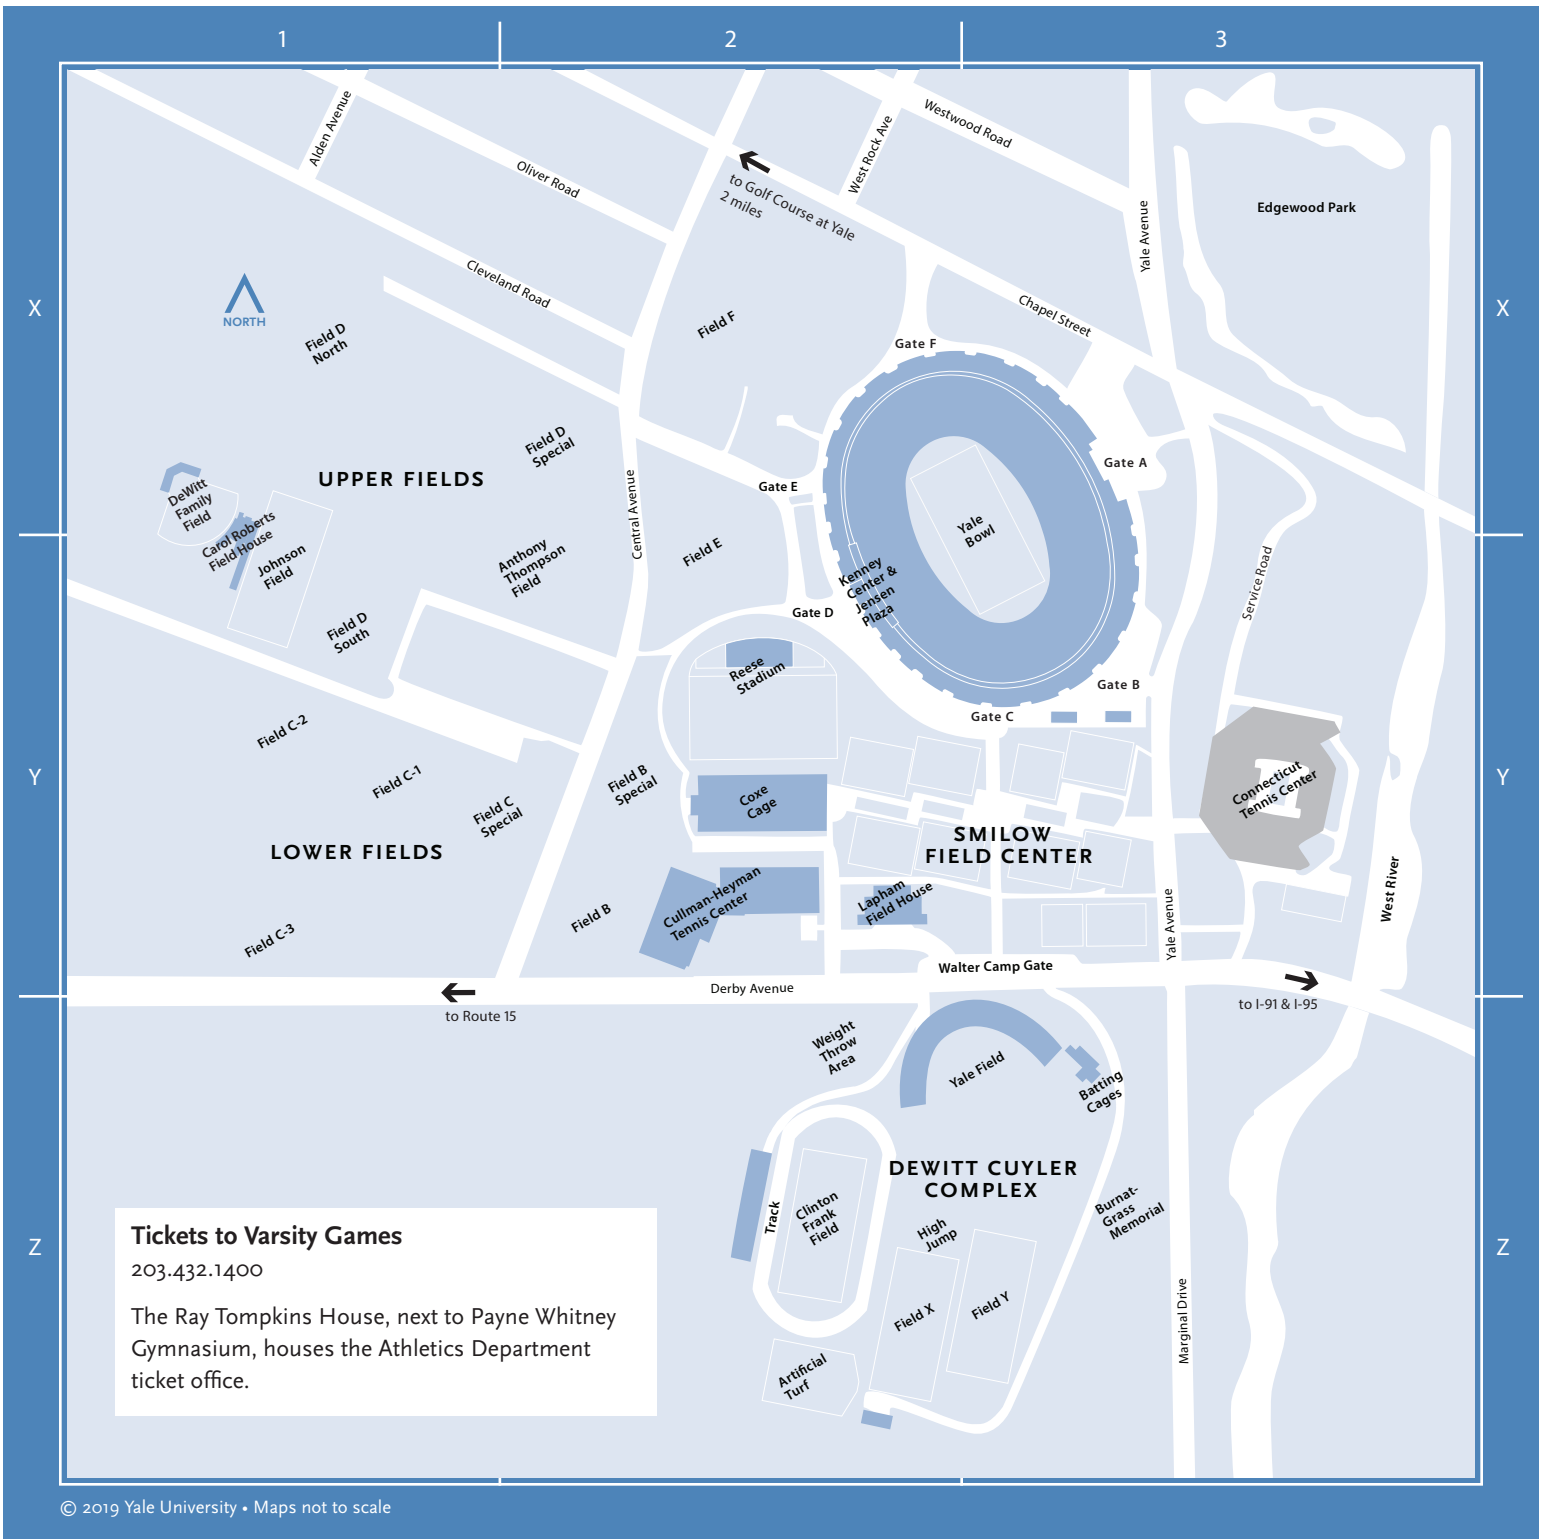 1
2
3
Alden Avenue
Oliver Road
West Rock Ave
Westwood Road
to Golf Course at Yale
2 miles
Yale Avenue
Edgewood Park
Cleveland Road
Chapel Street
X
X
NORTH
Field D
North
Field F
Gate F
Field D
Special
UPPER FIELDS
Gate A
Gate E
DeWitt
Family
Field
Carol Roberts
Field House
Johnson
Field
Central Avenue
Yale
Bowl
Anthony
Thompson
Field
Field E
Kenney
Center &
Jensen
Plaza
Service Road
Gate D
Field D
South
Reese
Stadium
Gate B
Gate C
Field C-2
Y
Y
Field C-1
Field C
Special
Field B
Special
Coxe
Cage
Connecticut
Tennis Center
SMILOW
FIELD CENTER
LOWER FIELDS
Cullman-Heyman
Tennis Center
Lapham
Field House
West River
Field B
Field C-3
Yale Avenue
Walter Camp Gate
Derby Avenue
to Route 15
to I-91 & I-95
Weight
Throw
Area
Yale Field
Batting
Cages
DEWITT CUYLER
COMPLEX
Track
Clinton
Frank
Field
High
Jump
Burnat-
Grass
Memorial
Z
Z
Field X
Field Y
Marginal Drive
Artificial
Turf
Tickets to Varsity Games
203.432.1400
The Ray Tompkins House, next to Payne Whitney
Gymnasium, houses the Athletics Department
ticket office.
© 2019 Yale University • Maps not to scale